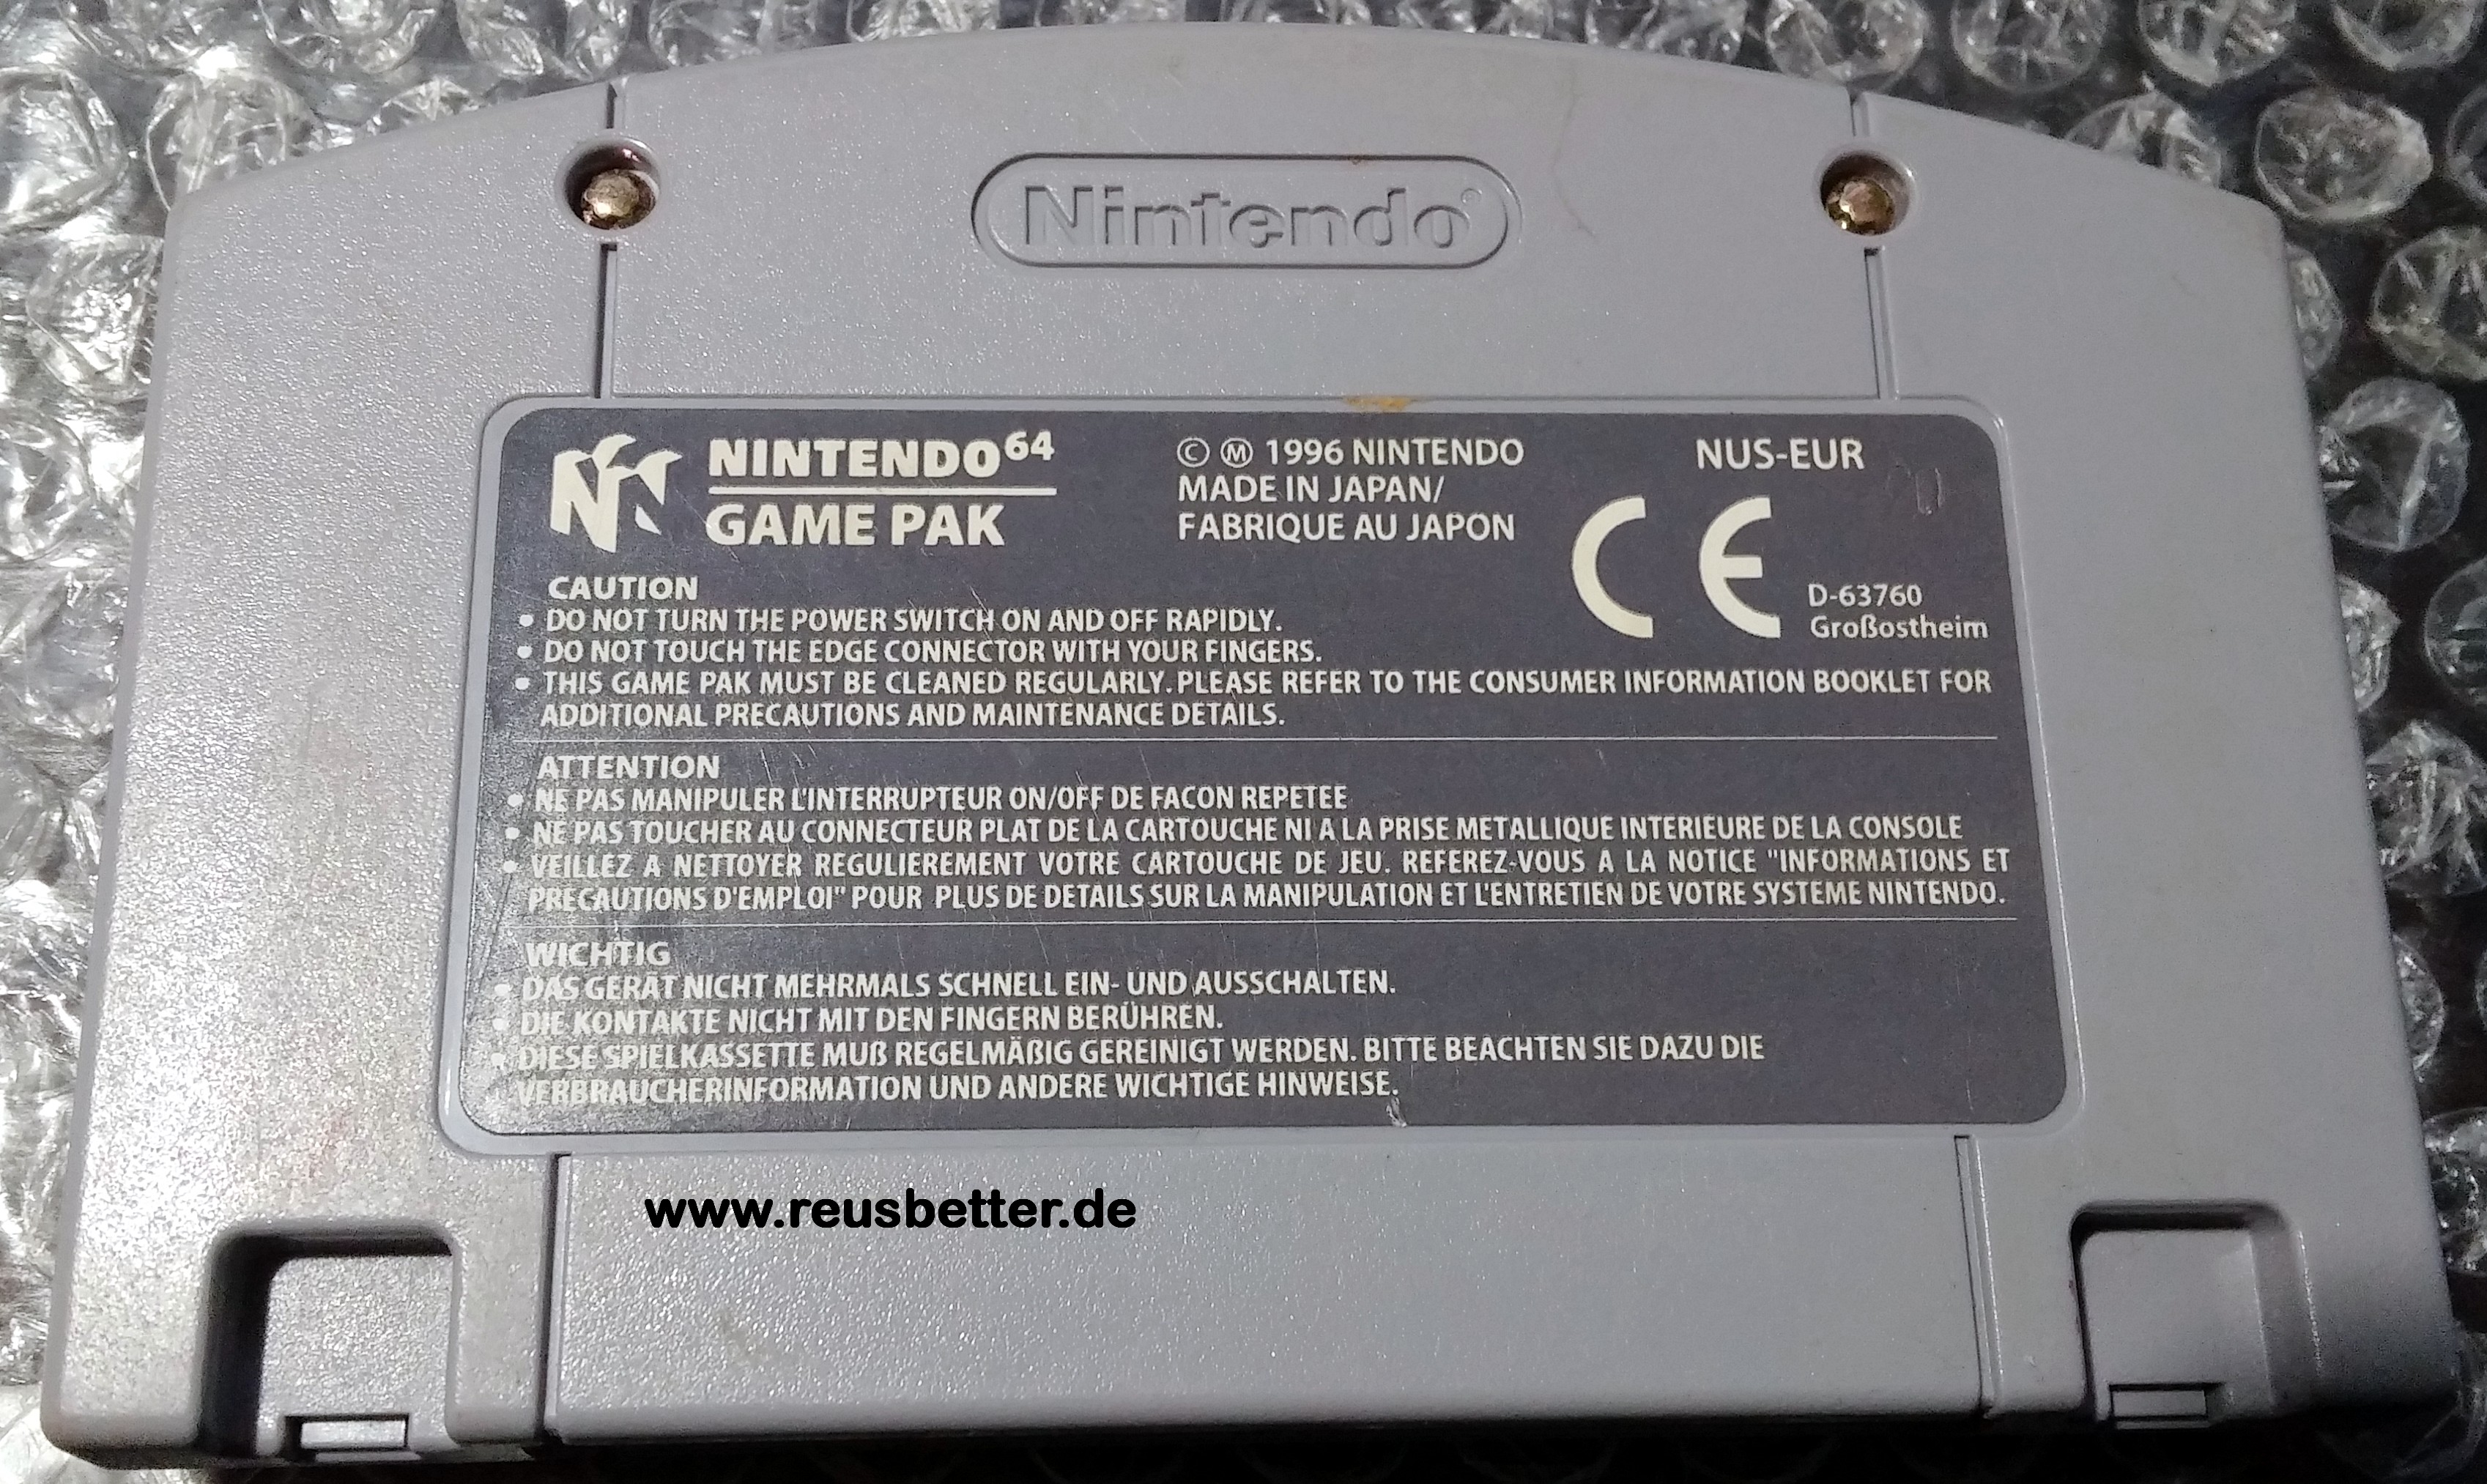 Nintendo®
NINTENDO64
GAME PAK
© Ⓜ 1996 NINTENDO
MADE IN JAPAN/
FABRIQUE AU JAPON
NUS-EUR
CE
D-63760
Großostheim
CAUTION
• DO NOT TURN THE POWER SWITCH ON AND OFF RAPIDLY.
• DO NOT TOUCH THE EDGE CONNECTOR WITH YOUR FINGERS.
• THIS GAME PAK MUST BE CLEANED REGULARLY. PLEASE REFER TO THE CONSUMER INFORMATION BOOKLET FOR
ADDITIONAL PRECAUTIONS AND MAINTENANCE DETAILS.
ATTENTION
• NE PAS MANIPULER L'INTERRUPTEUR ON/OFF DE FACON REPETEE
• NE PAS TOUCHER AU CONNECTEUR PLAT DE LA CARTOUCHE NI A LA PRISE METALLIQUE INTERIEURE DE LA CONSOLE
• VEILLEZ A NETTOYER REGULIEREMENT VOTRE CARTOUCHE DE JEU. REFEREZ-VOUS A LA NOTICE "INFORMATIONS ET
PRECAUTIONS D'EMPLOI" POUR PLUS DE DETAILS SUR LA MANIPULATION ET L'ENTRETIEN DE VOTRE SYSTEME NINTENDO.
WICHTIG
• DAS GERÄT NICHT MEHRMALS SCHNELL EIN- UND AUSSCHALTEN.
• DIE KONTAKTE NICHT MIT DEN FINGERN BERÜHREN.
• DIESE SPIELKASSETTE MUß REGELMÄßIG GEREINIGT WERDEN. BITTE BEACHTEN SIE DAZU DIE
VERBRAUCHERINFORMATION UND ANDERE WICHTIGE HINWEISE.
www.reusbetter.de